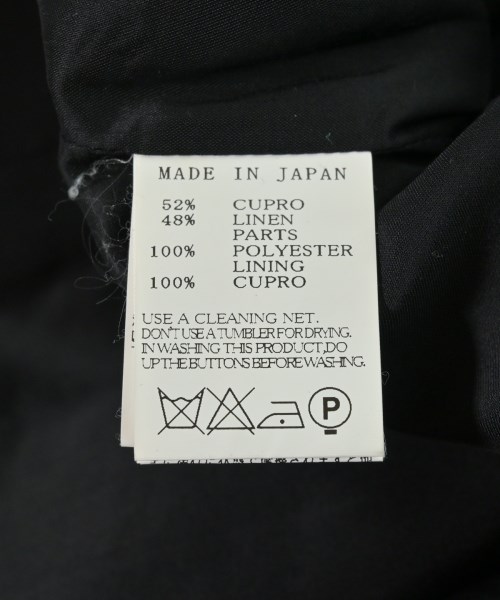 MADE IN JAPAN
52% CUPRO
48% LINEN
PARTS
100% POLYESTER
LINING
100% CUPRO
USE A CLEANING NET.
DON'T USE A TUMBLER FOR DRYING.
IN WASHING THIS PRODUCT,DO
UP THE BUTTONS BEFORE WASHING.
P